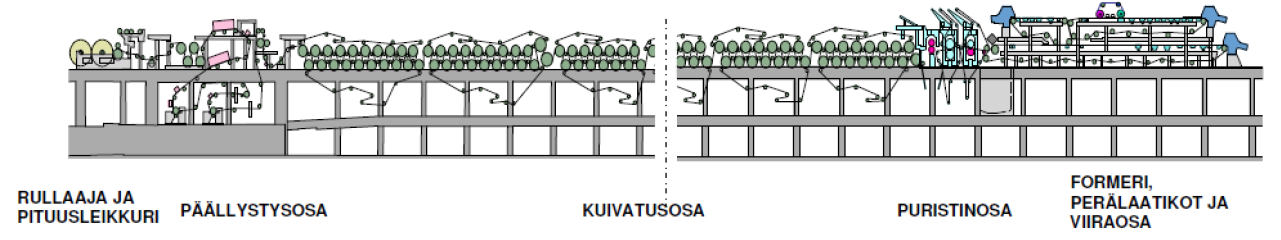 RULLAAJA JA
PITUUSLEIKKURI
PÄÄLLYSTYSOSA
KUIVATUSOSA
PURISTINOSA
FORMERI,
PERÄLAATIKOT JA
VIIRAOSA